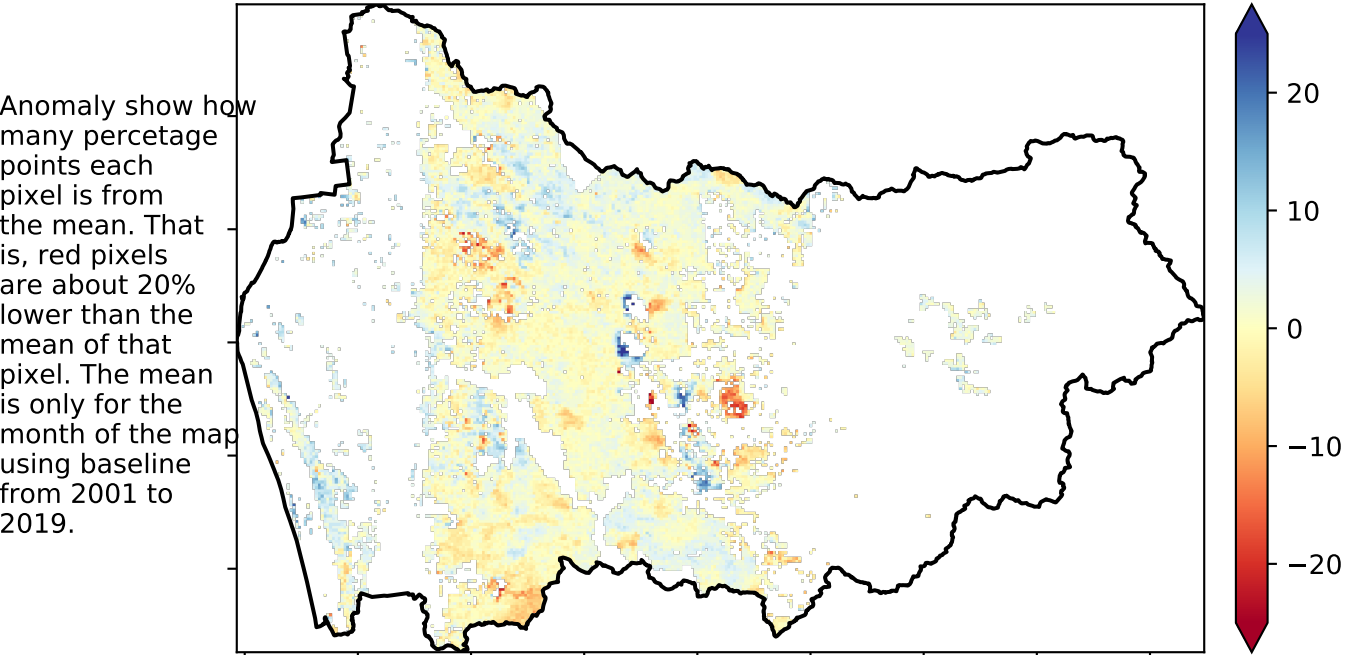 Anomaly show how
many percetage
points each
pixel is from
the mean. That
is, red pixels
are about 20%
lower than the
mean of that
pixel. The mean
is only for the
month of the map
using baseline
from 2001 to
2019.
20
10
0
−10
−20